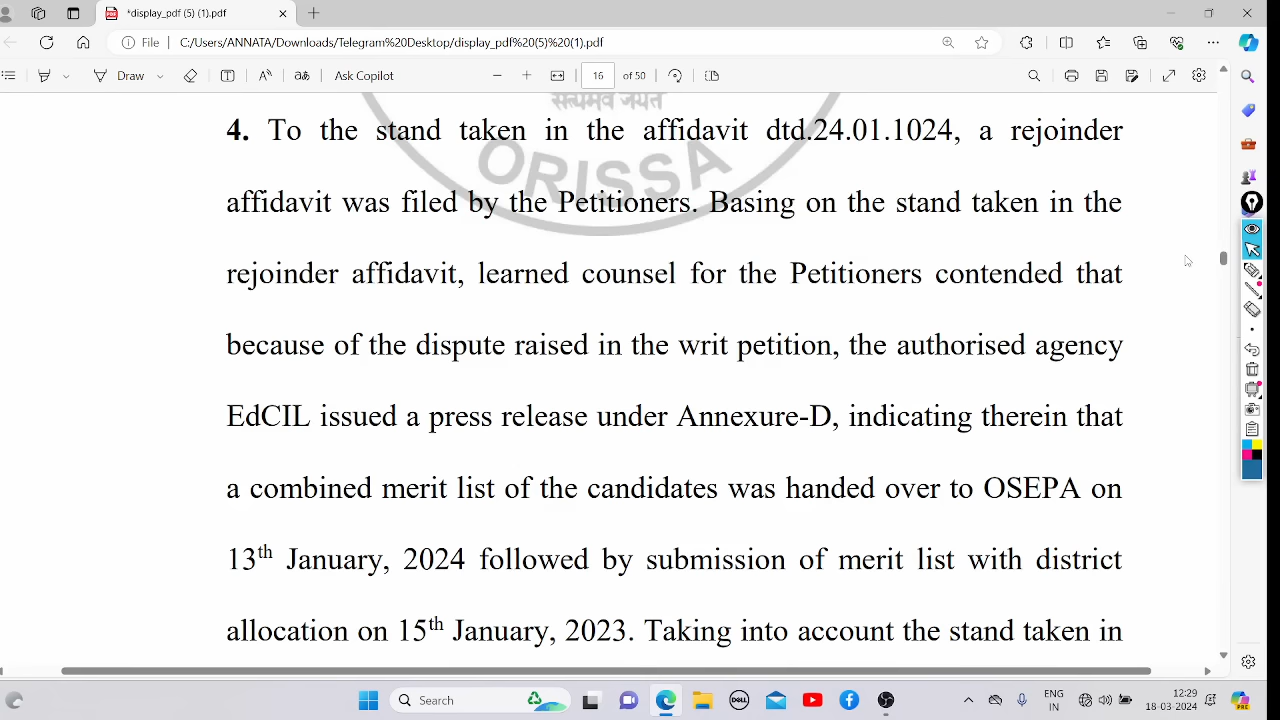 *display_pdf (5) (1).pdf
File
C:/Users/ANNATA/Downloads/Telegram%20Desktop/display_pdf%20(5)%20(1).pdf
Draw
Ask Copilot
16
of 50
सत्यमेव जयते
ORISSA
4. To the stand taken in the affidavit dtd.24.01.1024, a rejoinder
affidavit was filed by the Petitioners. Basing on the stand taken in the
rejoinder affidavit, learned counsel for the Petitioners contended that
because of the dispute raised in the writ petition, the authorised agency
EdCIL issued a press release under Annexure-D, indicating therein that
a combined merit list of the candidates was handed over to OSEPA on
13th January, 2024 followed by submission of merit list with district
allocation on 15th January, 2023. Taking into account the stand taken in
Search
ENG
IN
12:29
18-03-2024